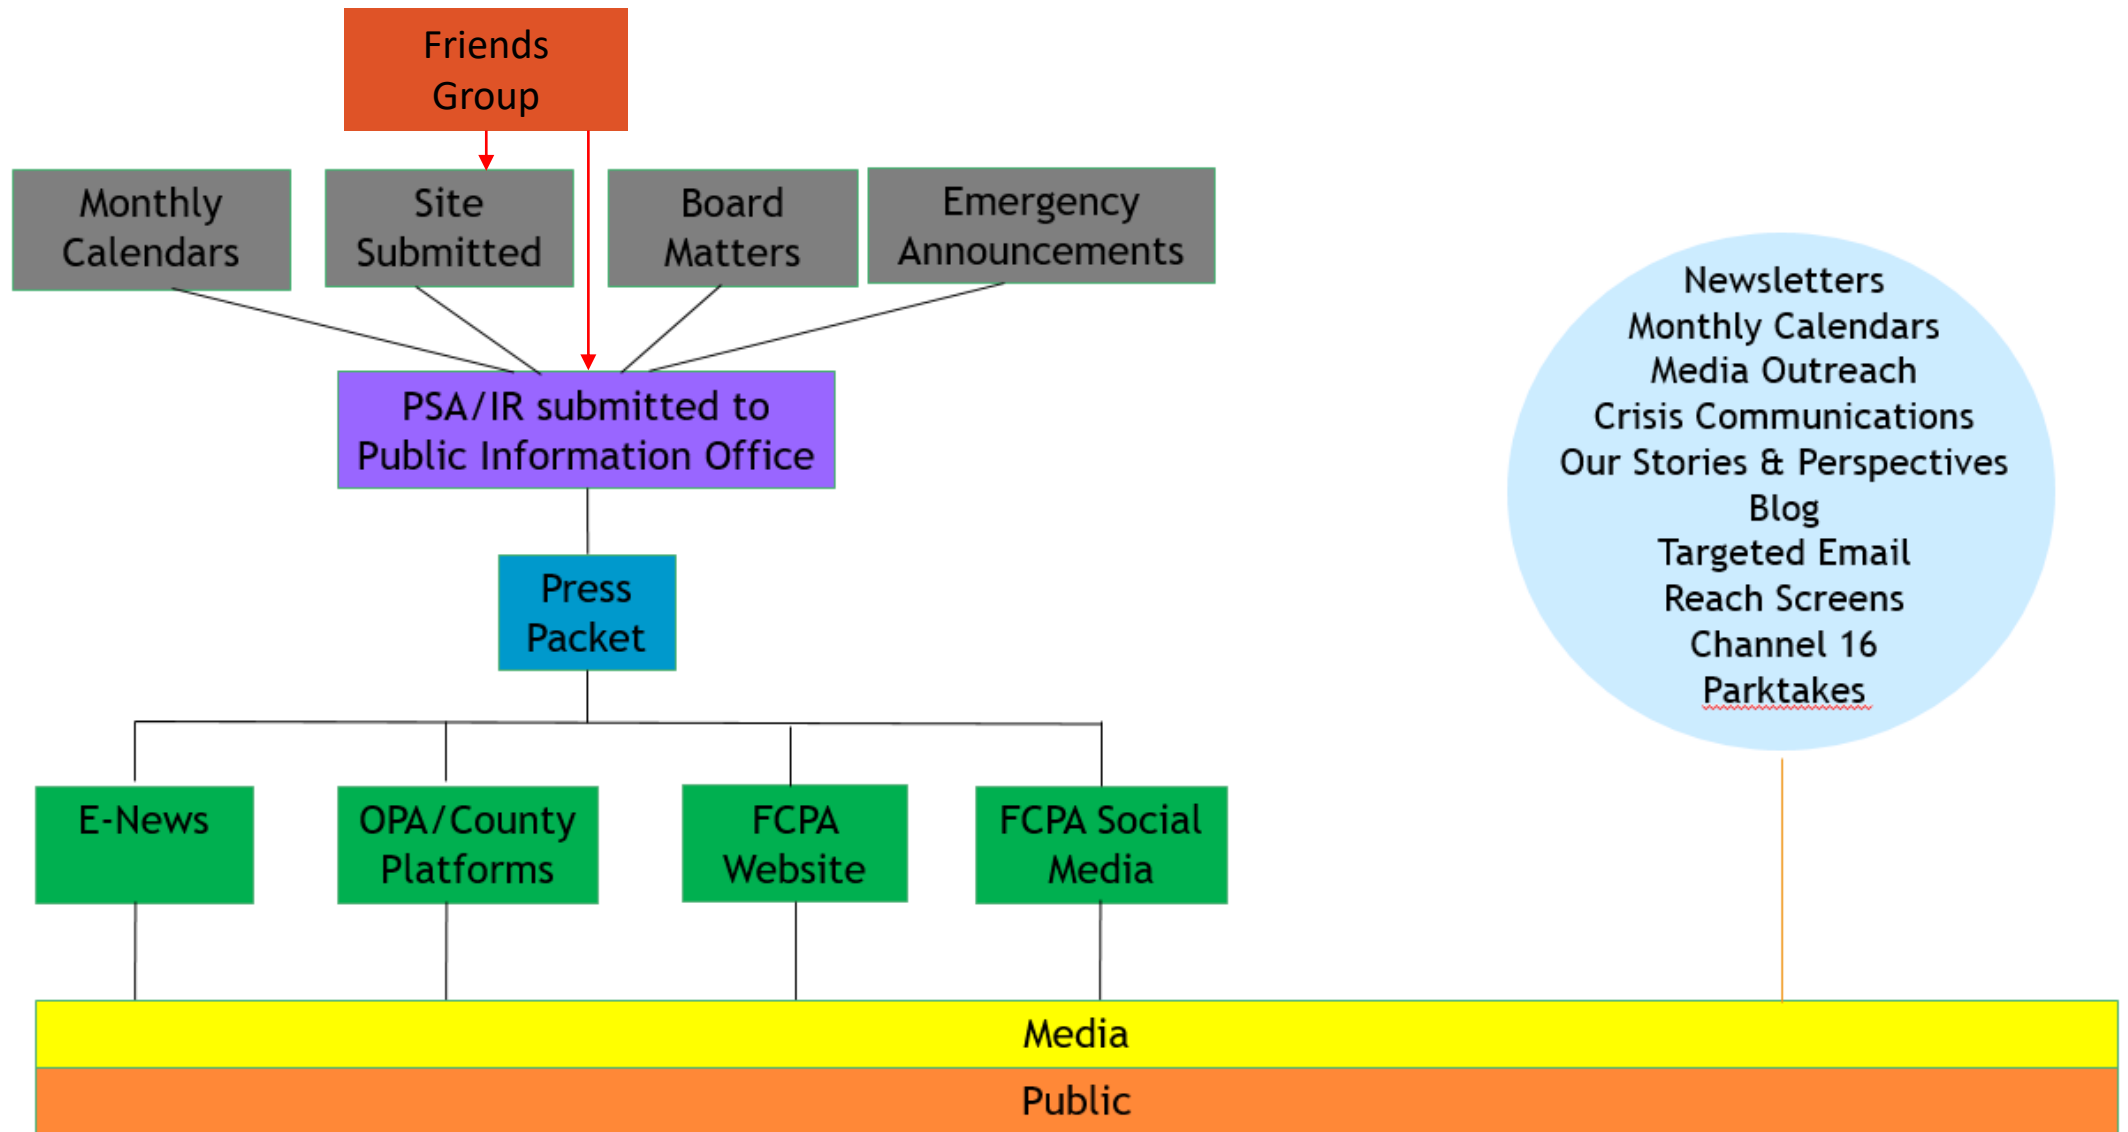 Friends
Group
Monthly
Calendars
Site
Submitted
Board
Matters
Emergency
Announcements
PSA/IR submitted to
Public Information Office
Press
Packet
E-News
OPA/County
Platforms
FCPA
Website
FCPA Social
Media
Newsletters
Monthly Calendars
Media Outreach
Crisis Communications
Our Stories & Perspectives
Blog
Targeted Email
Reach Screens
Channel 16
Parktakes
Media
Public